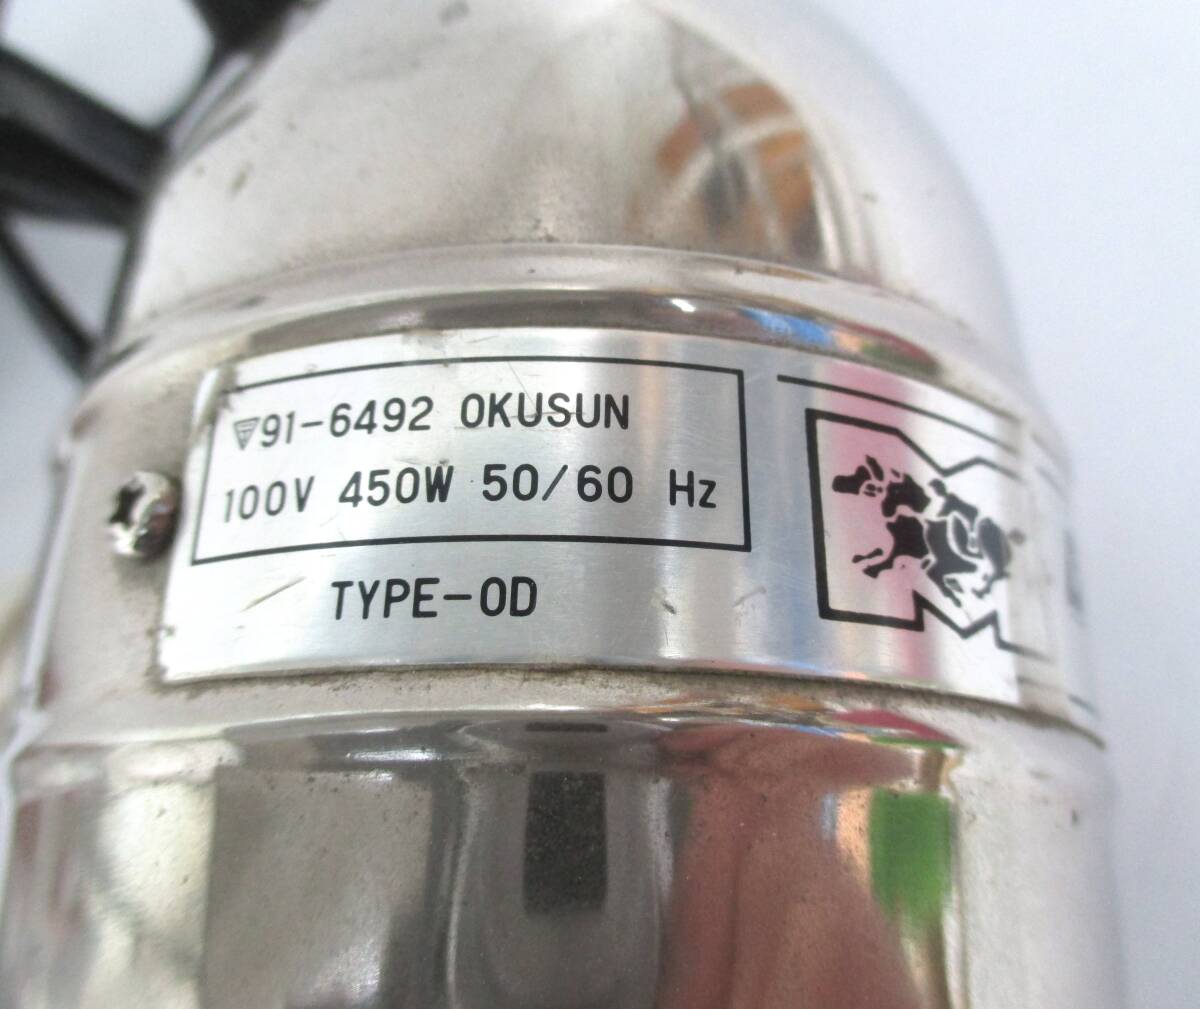 91-6492 OKUSUN
100V 450W 50/60 Hz
TYPE-OD